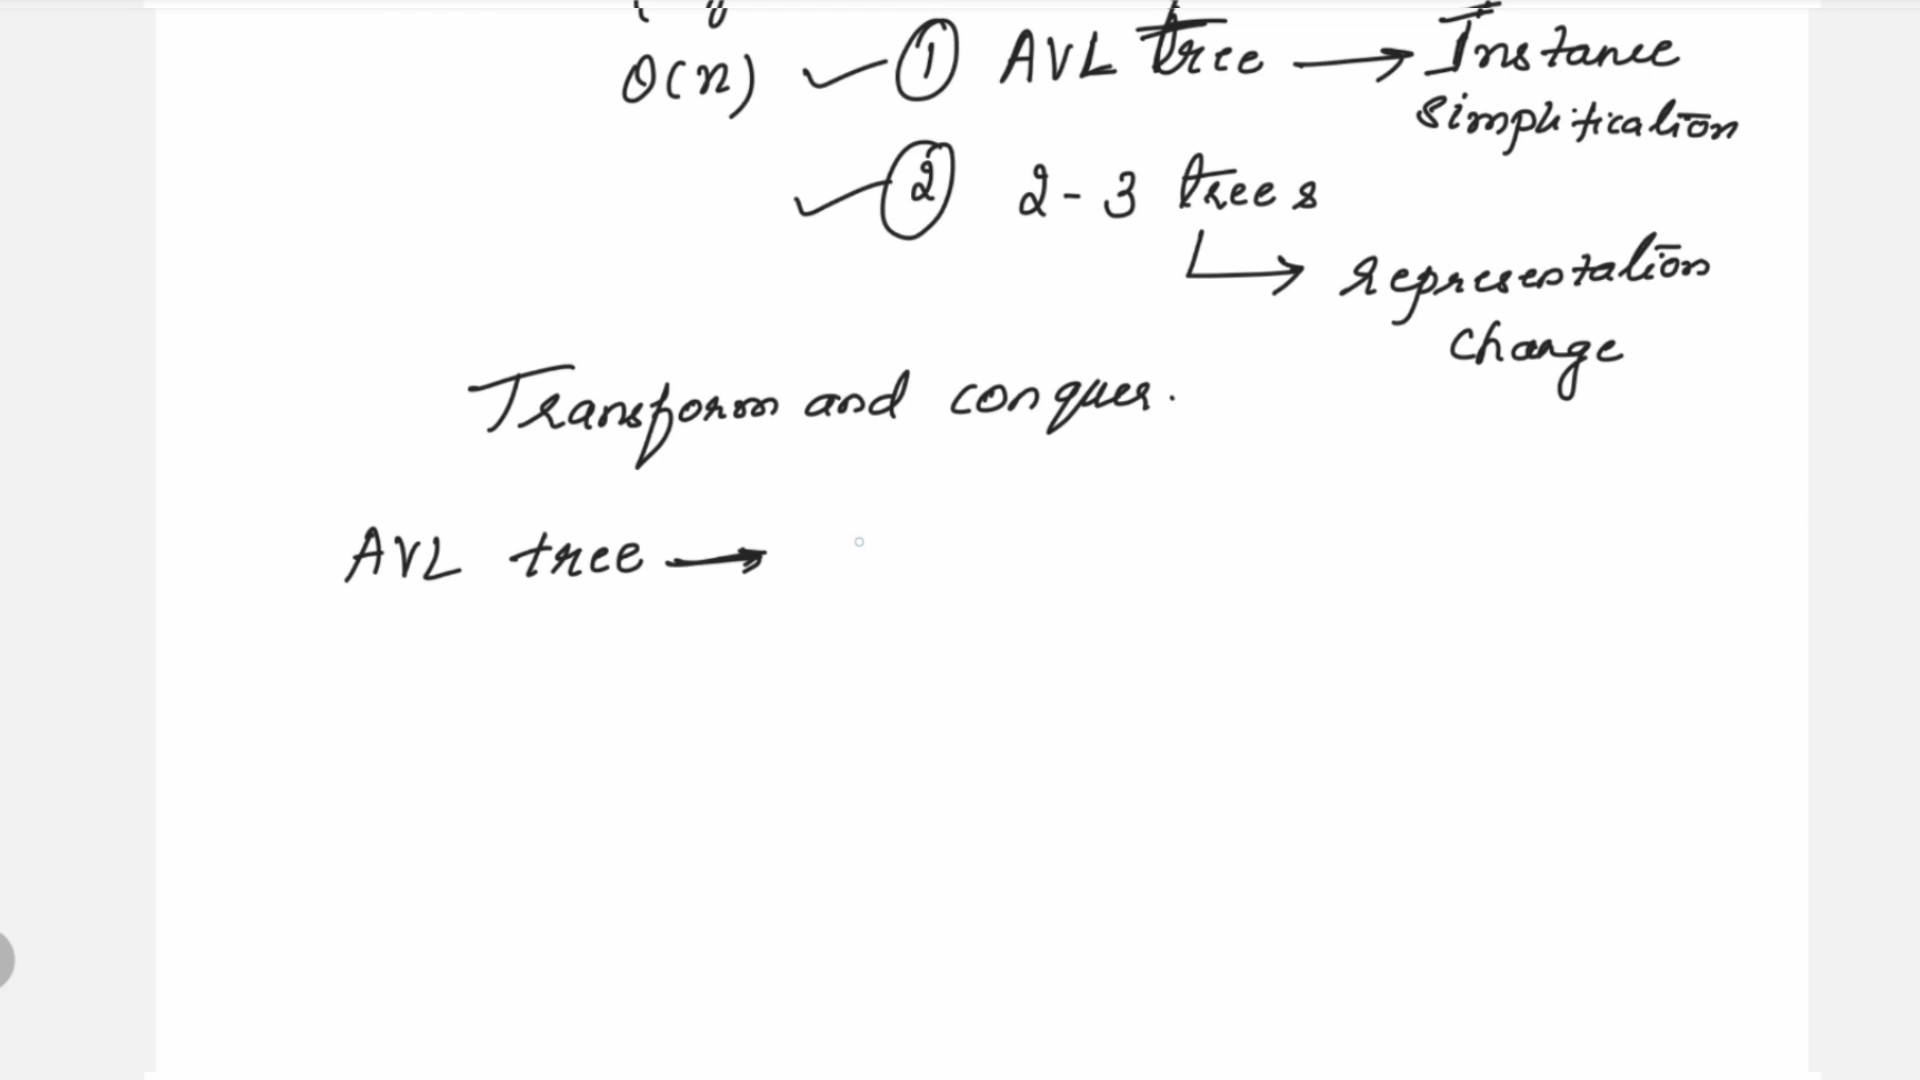 O(n) ① AVL tree → Instance
simplification
② 2-3 trees
representation
change
Transform and conquer.
AVL tree →